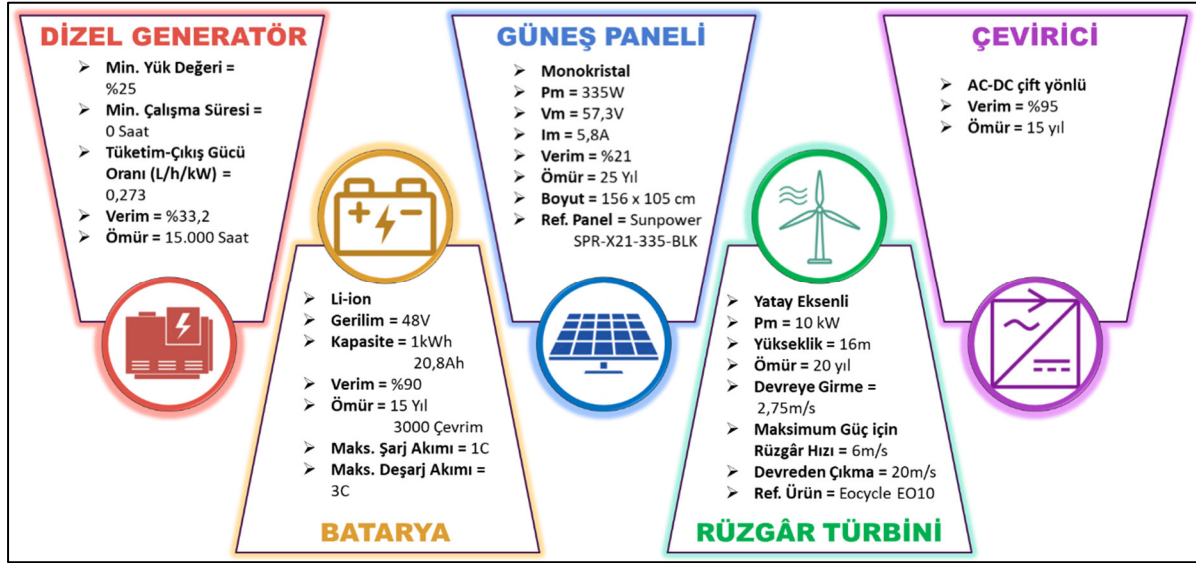 DİZEL GENERATÖR
➢ Min. Yük Değeri =
%25
➢ Min. Çalışma Süresi =
0 Saat
➢ Tüketim-Çıkış Gücü
Oranı (L/h/kW) =
0,273
➢ Verim = %33,2
➢ Ömür = 15.000 Saat
➢ Li-ion
➢ Gerilim = 48V
➢ Kapasite = 1kWh
20,8Ah
➢ Verim = %90
➢ Ömür = 15 Yıl
3000 Çevrim
➢ Maks. Şarj Akımı = 1C
➢ Maks. Deşarj Akımı =
3C
BATARYA
GÜNEŞ PANELİ
➢ Monokristal
➢ Pm = 335W
➢ Vm = 57,3V
➢ Im = 5,8A
➢ Verim = %21
➢ Ömür = 25 Yıl
➢ Boyut = 156 x 105 cm
➢ Ref. Panel = Sunpower
SPR-X21-335-BLK
➢ Yatay Eksenli
➢ Pm = 10 kW
➢ Yükseklik = 16m
➢ Ömür = 20 yıl
➢ Devreye Girme =
2,75m/s
➢ Maksimum Güç için
Rüzgâr Hızı = 6m/s
➢ Devreden Çıkma = 20m/s
➢ Ref. Ürün = Eocycle EO10
RÜZGÂR TÜRBİNİ
ÇEVİRİCİ
➢ AC-DC çift yönlü
➢ Verim = %95
➢ Ömür = 15 yıl